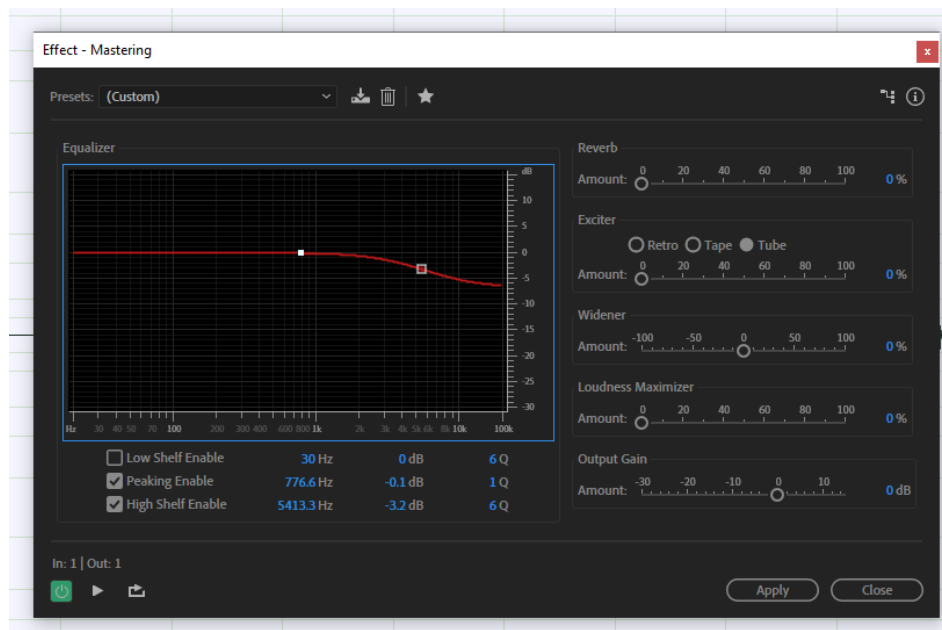 Effect - Mastering
x
Presets: (Custom)
Equalizer
dB
10
5
0
-5
-10
-15
-20
-25
-30
Hz 30 40 50 70 100 200 300 400 600 800 1k 2k 3k 4k 5k 6k 8k 10k 100k
Low Shelf Enable 30 Hz 0 dB 6 Q
Peaking Enable 776.6 Hz -0.1 dB 1 Q
High Shelf Enable 5413.3 Hz -3.2 dB 6 Q
Reverb
0 20 40 60 80 100
Amount: 0 %
Exciter
Retro Tape Tube
0 20 40 60 80 100
Amount: 0 %
Widener
-100 -50 0 50 100
Amount: 0 %
Loudness Maximizer
0 20 40 60 80 100
Amount: 0 %
Output Gain
-30 -20 -10 0 10
Amount: 0 dB
In: 1 | Out: 1
Apply Close